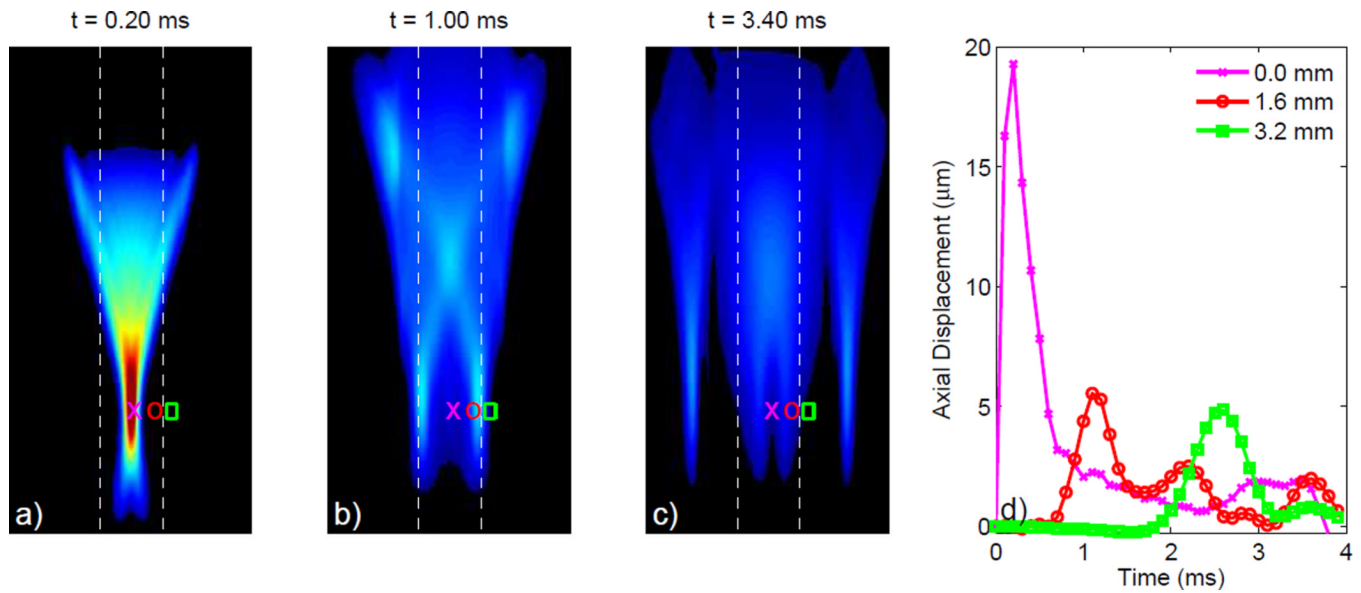 t = 0.20 ms
t = 1.00 ms
t = 3.40 ms
a)
X O
b)
X O
c)
X O
d)
Axial Displacement (μm)
20
15
10
5
0
0 1 2 3 4
Time (ms)
0.0 mm
1.6 mm
3.2 mm